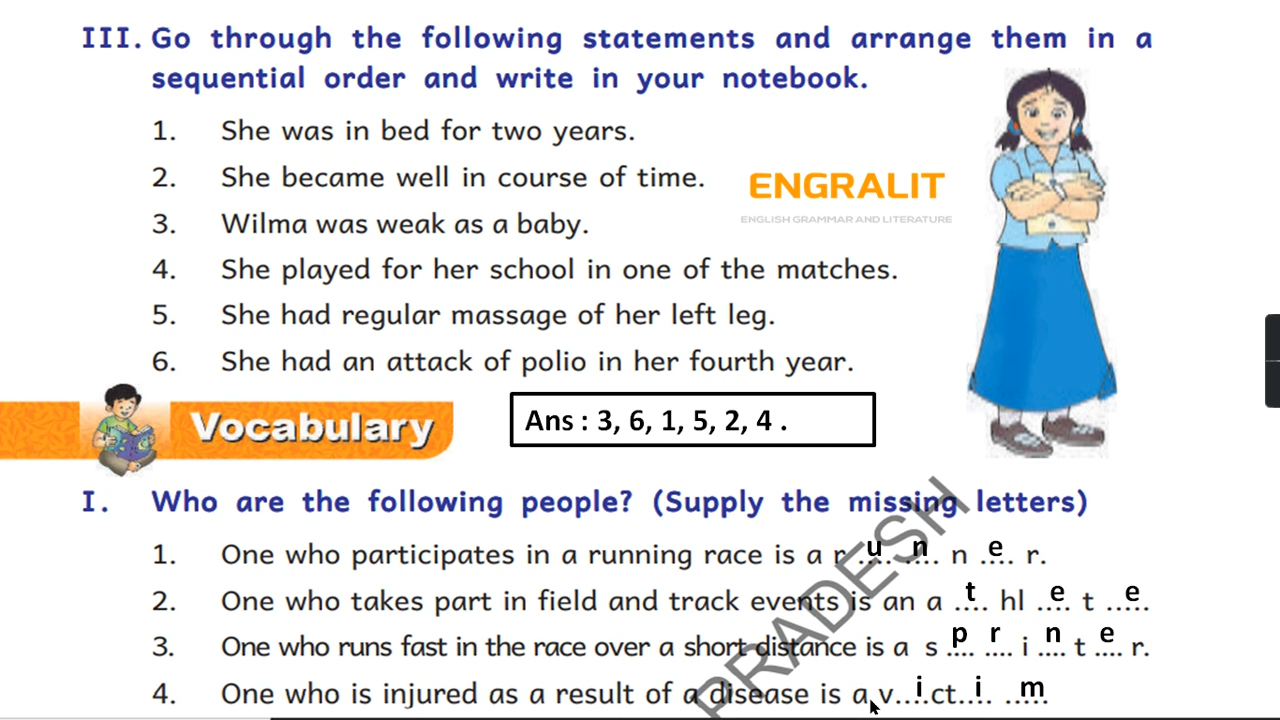 III. Go through the following statements and arrange them in a
sequential order and write in your notebook.
1. She was in bed for two years.
2. She became well in course of time.
ENGRALIT
ENGLISH GRAMMAR AND LITERATURE
3. Wilma was weak as a baby.
4. She played for her school in one of the matches.
5. She had regular massage of her left leg.
6. She had an attack of polio in her fourth year.
Vocabulary
Ans : 3, 6, 1, 5, 2, 4 .
I. Who are the following people? (Supply the missing letters)
1. One who participates in a running race is a r ..u.. ..n.. n ..e.. r.
2. One who takes part in field and track events is an a ..t.. hl ..e.. t ..e..
3. One who runs fast in the race over a short distance is a s ..p.. ..r.. i ..n.. t ..e.. r.
4. One who is injured as a result of a disease is a v..i..ct..i.. ..m..
PRADESH